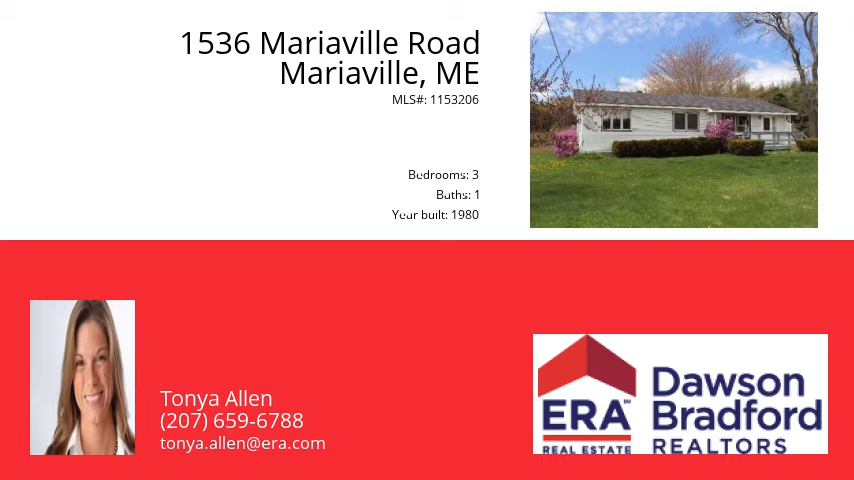 1536 Mariaville Road
Mariaville, ME
MLS#: 1153206
Bedrooms: 3
Baths: 1
Year built: 1980
Tonya Allen
(207) 659-6788
tonya.allen@era.com
ERA
SM
REAL ESTATE
Dawson
Bradford
REALTORS